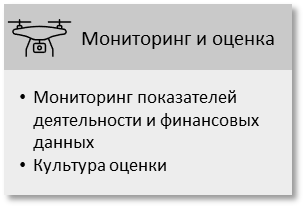 Мониторинг и оценка
• Мониторинг показателей
деятельности и финансовых
данных
• Культура оценки